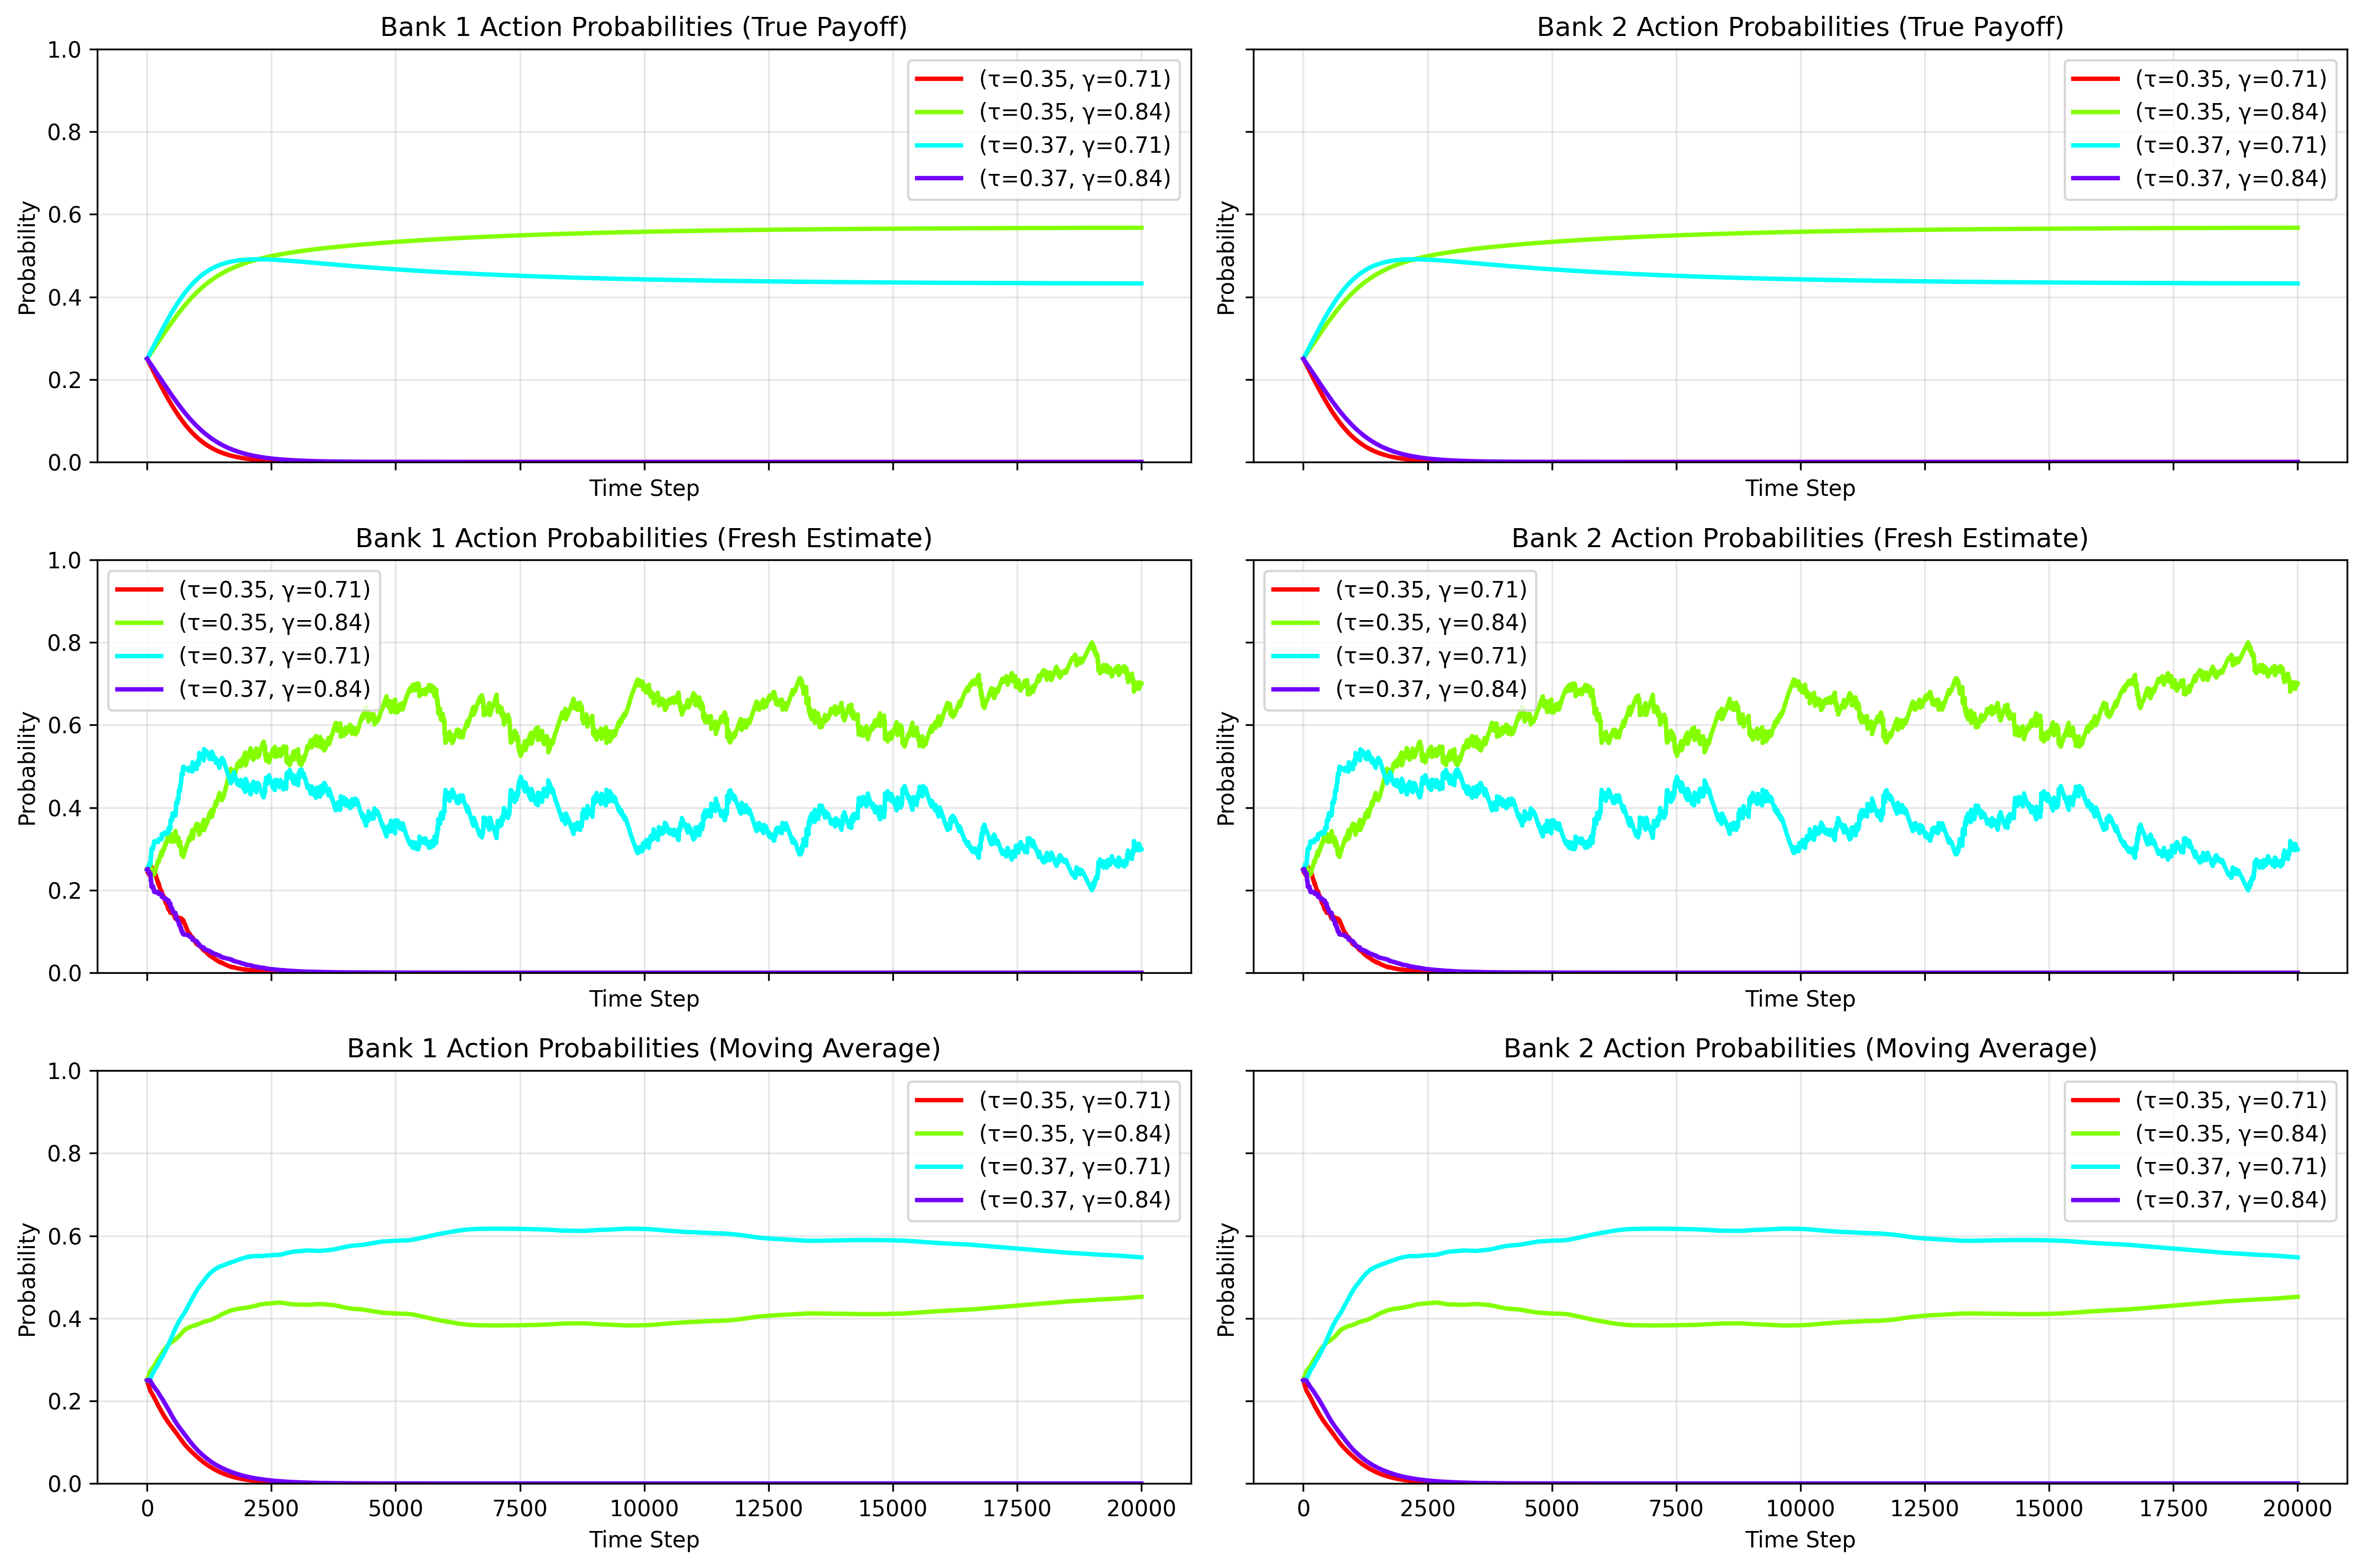 Bank 1 Action Probabilities (True Payoff)
1.0
0.8
0.6
0.4
0.2
0.0
Probability
(τ=0.35, γ=0.71)
(τ=0.35, γ=0.84)
(τ=0.37, γ=0.71)
(τ=0.37, γ=0.84)
Time Step
Bank 2 Action Probabilities (True Payoff)
Probability
(τ=0.35, γ=0.71)
(τ=0.35, γ=0.84)
(τ=0.37, γ=0.71)
(τ=0.37, γ=0.84)
Time Step
Bank 1 Action Probabilities (Fresh Estimate)
1.0
0.8
0.6
0.4
0.2
0.0
Probability
(τ=0.35, γ=0.71)
(τ=0.35, γ=0.84)
(τ=0.37, γ=0.71)
(τ=0.37, γ=0.84)
Time Step
Bank 2 Action Probabilities (Fresh Estimate)
Probability
(τ=0.35, γ=0.71)
(τ=0.35, γ=0.84)
(τ=0.37, γ=0.71)
(τ=0.37, γ=0.84)
Time Step
Bank 1 Action Probabilities (Moving Average)
1.0
0.8
0.6
0.4
0.2
0.0
Probability
(τ=0.35, γ=0.71)
(τ=0.35, γ=0.84)
(τ=0.37, γ=0.71)
(τ=0.37, γ=0.84)
0 2500 5000 7500 10000 12500 15000 17500 20000
Time Step
Bank 2 Action Probabilities (Moving Average)
Probability
(τ=0.35, γ=0.71)
(τ=0.35, γ=0.84)
(τ=0.37, γ=0.71)
(τ=0.37, γ=0.84)
0 2500 5000 7500 10000 12500 15000 17500 20000
Time Step